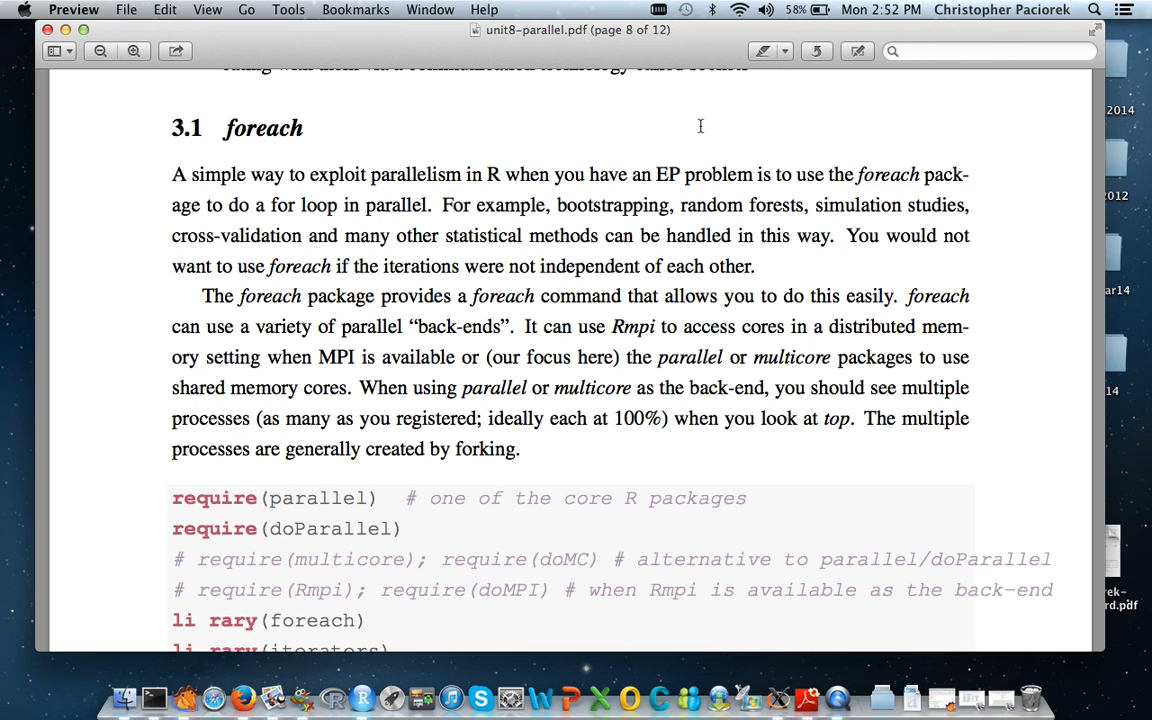 Preview File Edit View Go Tools Bookmarks Window Help 58% Mon 2:52 PM Christopher Paciorek
unit8-parallel.pdf (page 8 of 12)
3.1 foreach
A simple way to exploit parallelism in R when you have an EP problem is to use the foreach pack-
age to do a for loop in parallel. For example, bootstrapping, random forests, simulation studies,
cross-validation and many other statistical methods can be handled in this way. You would not
want to use foreach if the iterations were not independent of each other.
The foreach package provides a foreach command that allows you to do this easily. foreach
can use a variety of parallel “back-ends”. It can use Rmpi to access cores in a distributed mem-
ory setting when MPI is available or (our focus here) the parallel or multicore packages to use
shared memory cores. When using parallel or multicore as the back-end, you should see multiple
processes (as many as you registered; ideally each at 100%) when you look at top. The multiple
processes are generally created by forking.
require(parallel) # one of the core R packages
require(doParallel)
# require(multicore); require(doMC) # alternative to parallel/doParallel
# require(Rmpi); require(doMPI) # when Rmpi is available as the back-end
li rary(foreach)
li rary(iterators)
2014
2012
ar14
14
rek-
rd.pdf